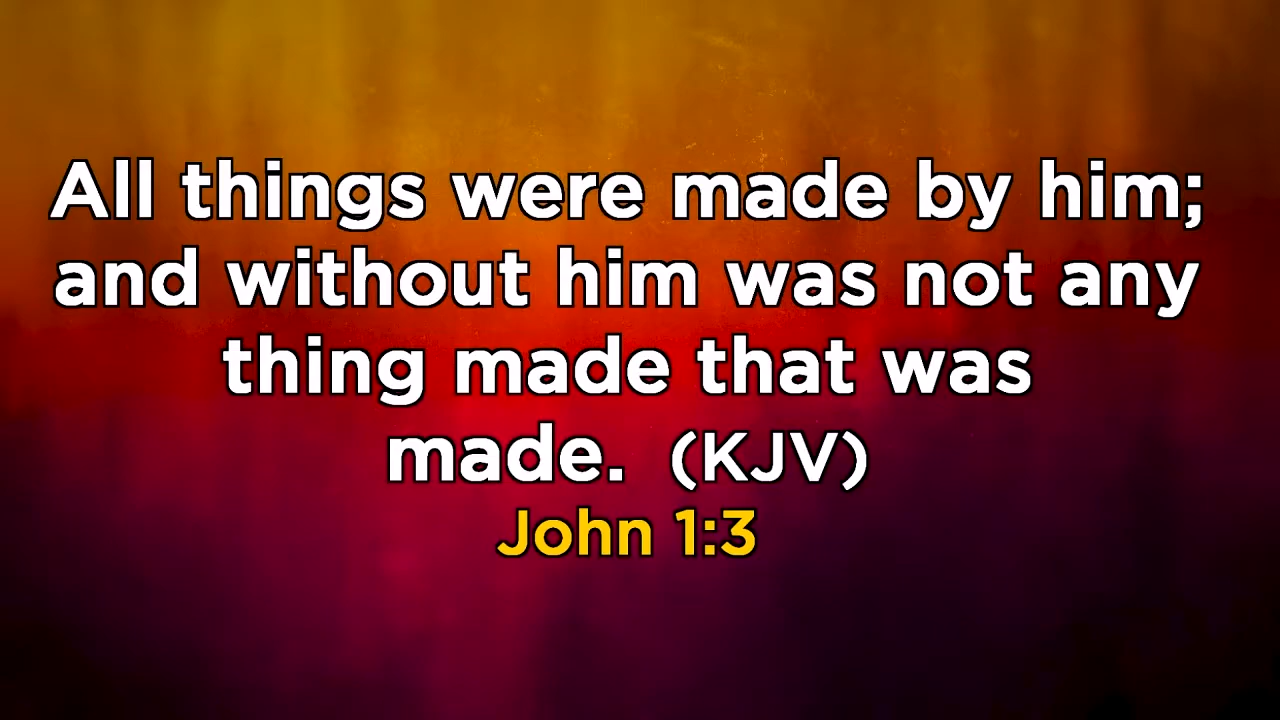 All things were made by him;
and without him was not any
thing made that was
made.  (KJV)
John 1:3